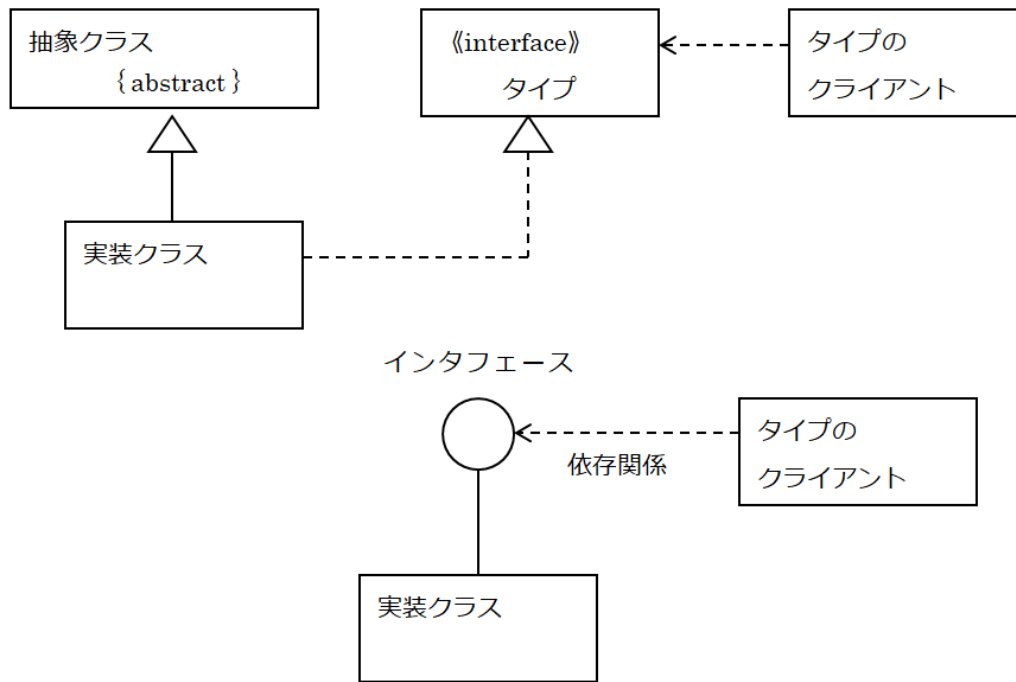 抽象クラス
{ abstract }
《interface》
タイプ
タイプの
クライアント
実装クラス
インタフェース
タイプの
クライアント
依存関係
実装クラス